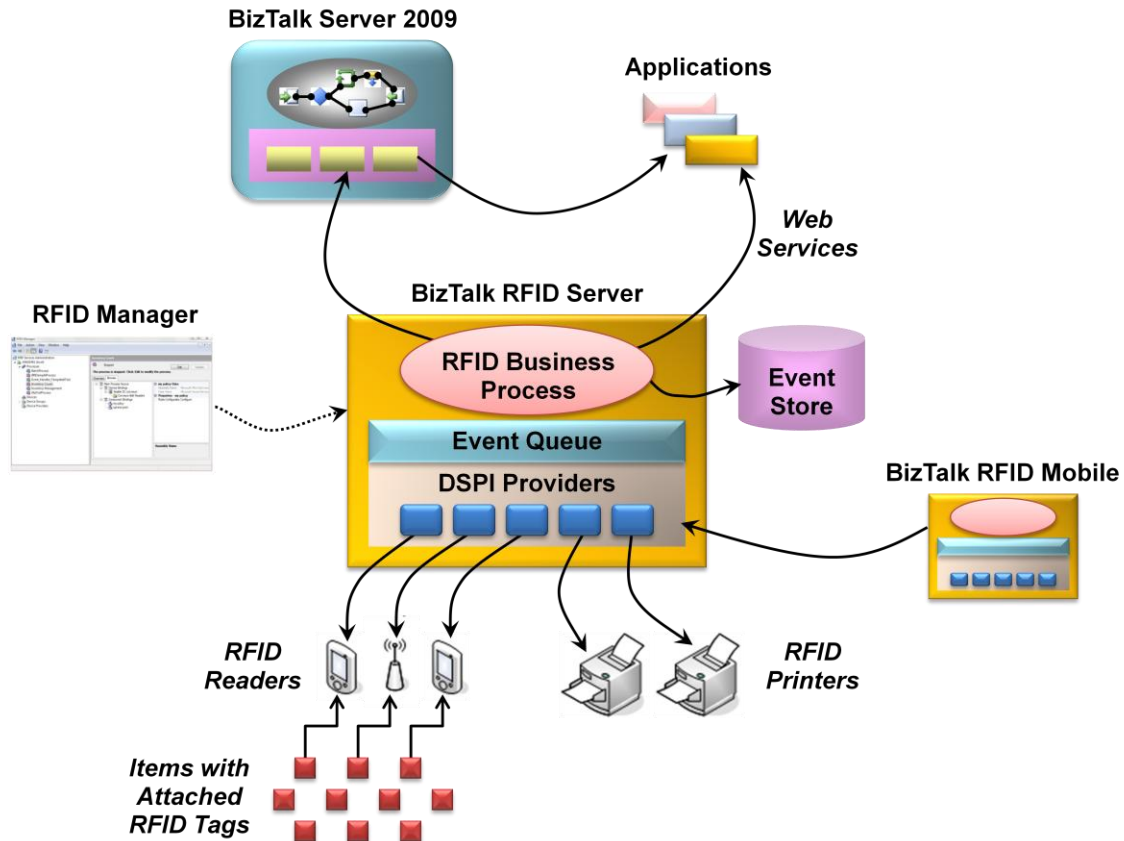 BizTalk Server 2009
Applications
Web
Services
BizTalk RFID Server
RFID Manager
RFID Business
Process
Event
Store
Event Queue
DSPI Providers
BizTalk RFID Mobile
RFID
Readers
RFID
Printers
Items with
Attached
RFID Tags